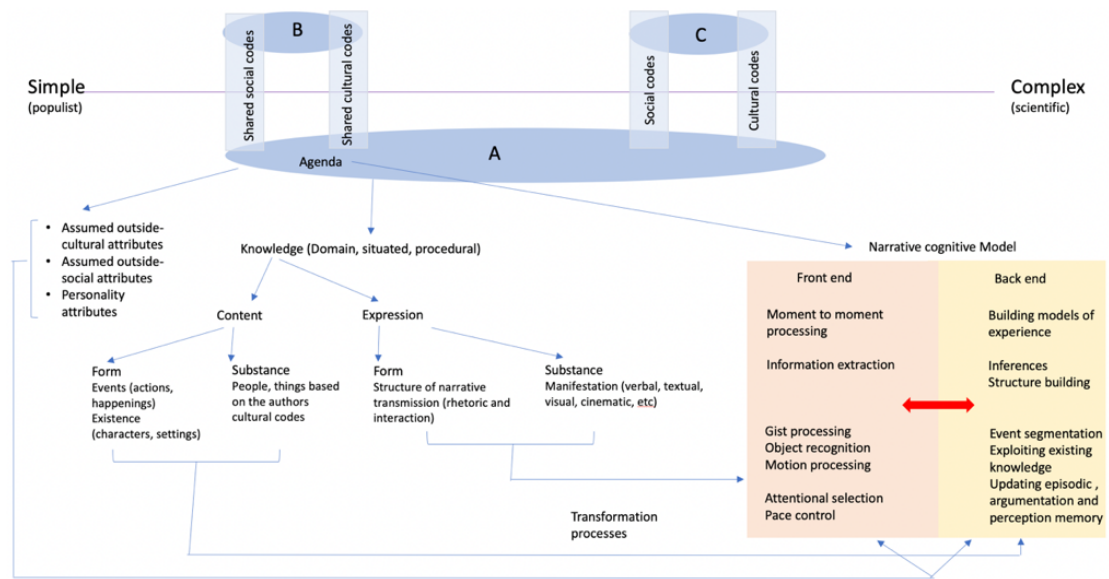 B
C
Shared social codes
Shared cultural codes
Social codes
Cultural codes
Simple
(populist)
Complex
(scientific)
A
Agenda
• Assumed outside-
cultural attributes
• Assumed outside-
social attributes
• Personality
attributes
Knowledge (Domain, situated, procedural)
Content
Expression
Form
Events (actions,
happenings)
Existence
(characters, settings)
Substance
People, things based
on the authors
cultural codes
Form
Structure of narrative
transmission (rhetoric and
interaction)
Substance
Manifestation (verbal, textual,
visual, cinematic, etc)
Transformation
processes
Narrative cognitive Model
Front end
Moment to moment
processing
Information extraction
Gist processing
Object recognition
Motion processing
Attentional selection
Pace control
Back end
Building models of
experience
Inferences
Structure building
Event segmentation
Exploiting existing
knowledge
Updating episodic ,
argumentation and
perception memory